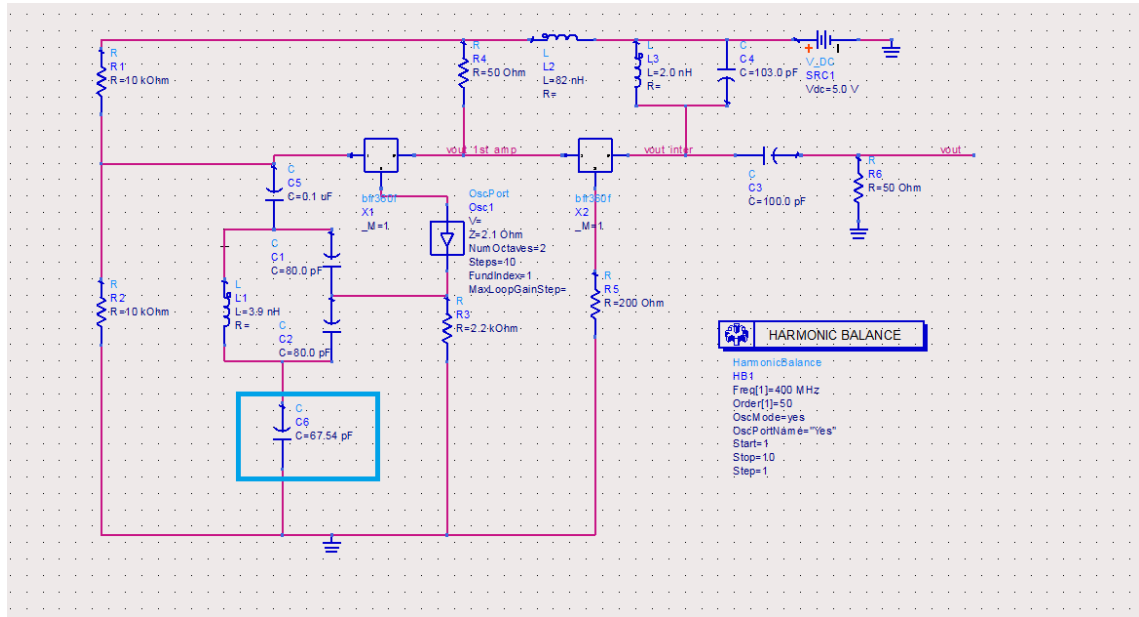 R
R1
R=10 kOhm
R
R4
R=50 Ohm
L
L2
L=82 nH
R=
L
L3
L=2.0 nH
R=
C
C4
C=103.0 pF
V_DC
SRC1
Vdc=5.0 V
vout 1st amp
vout inter
vout
C
C5
C=0.1 uF
bfr360f
X1
_M=1
OscPort
Osc1
V=
Z=2.1 Ohm
NumOctaves=2
Steps=10
FundIndex=1
MaxLoopGainStep=
bfr360f
X2
_M=1
C
C3
C=100.0 pF
R
R6
R=50 Ohm
C
C1
C=80.0 pF
R
R2
R=10 kOhm
L
L1
L=3.9 nH
R=
C
C2
C=80.0 pF
R
R3
R=2.2 kOhm
R
R5
R=200 Ohm
C
C6
C=67.54 pF
HARMONIC BALANCE
HarmonicBalance
HB1
Freq[1]=400 MHz
Order[1]=50
OscMode=yes
OscPortName="Yes"
Start=1
Stop=10
Step=1